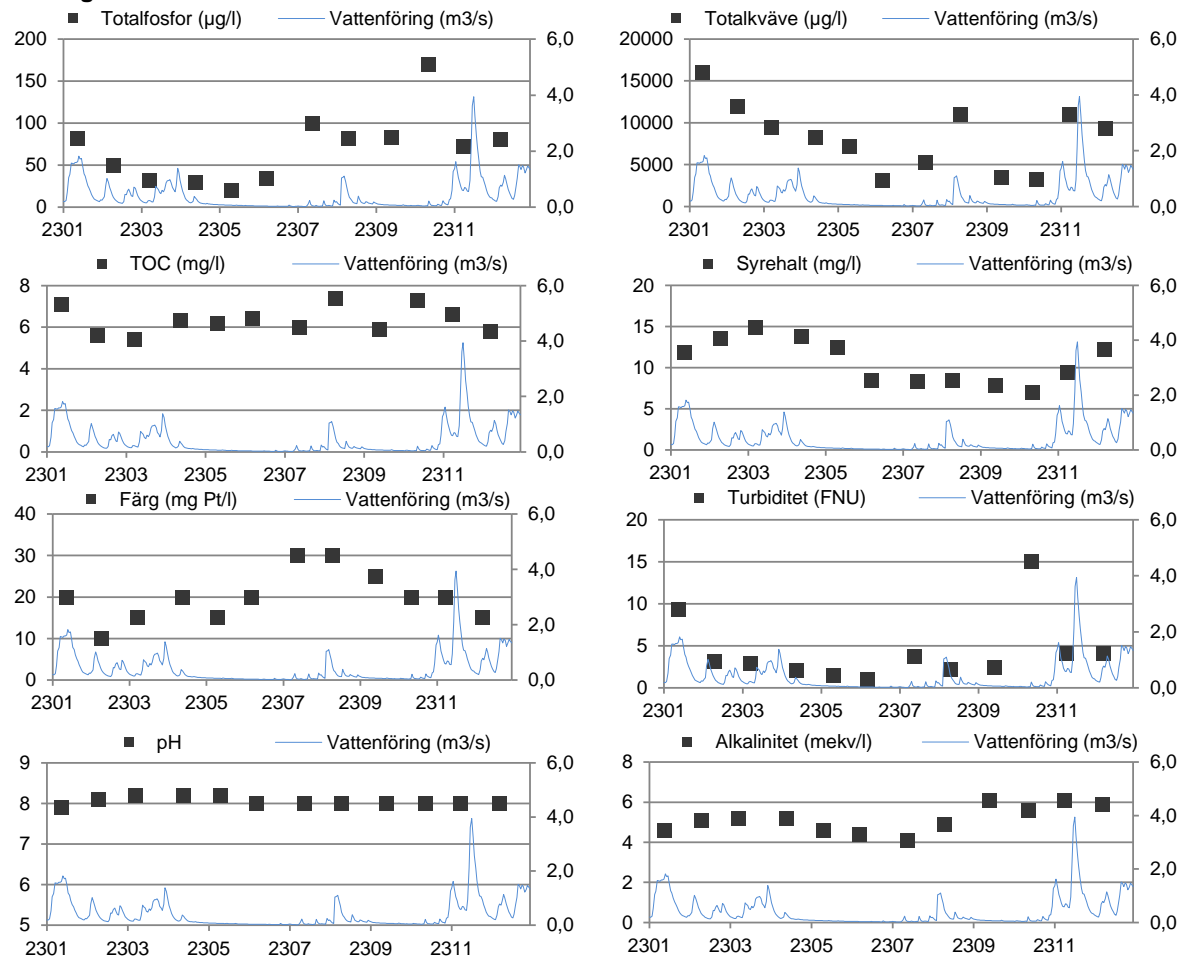 Totalfosfor (µg/l) Vattenföring (m3/s)
200 6,0
150 4,0
100
50 2,0
0 0,0
2301 2303 2305 2307 2309 2311
Totalkväve (µg/l) Vattenföring (m3/s)
20000 6,0
15000 4,0
10000
5000 2,0
0 0,0
2301 2303 2305 2307 2309 2311
TOC (mg/l) Vattenföring (m3/s)
8 6,0
6 4,0
4
2 2,0
0 0,0
2301 2303 2305 2307 2309 2311
Syrehalt (mg/l) Vattenföring (m3/s)
20 6,0
15 4,0
10
5 2,0
0 0,0
2301 2303 2305 2307 2309 2311
Färg (mg Pt/l) Vattenföring (m3/s)
40 6,0
30 4,0
20
10 2,0
0 0,0
2301 2303 2305 2307 2309 2311
Turbiditet (FNU) Vattenföring (m3/s)
20 6,0
15 4,0
10
5 2,0
0 0,0
2301 2303 2305 2307 2309 2311
pH Vattenföring (m3/s)
9 6,0
8 4,0
7
6 2,0
5 0,0
2301 2303 2305 2307 2309 2311
Alkalinitet (mekv/l) Vattenföring (m3/s)
8 6,0
6 4,0
4
2 2,0
0 0,0
2301 2303 2305 2307 2309 2311